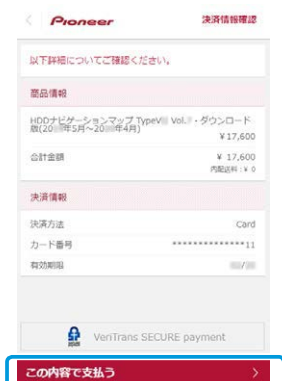 Pioneer 決済情報確認
以下詳細についてご確認ください。
商品情報
HDDナビゲーションマップ TypeV Vol. ・ダウンロード
版(20 年5月～20 年4月)
¥17,600
合計金額 ¥ 17,600
内配送料：¥ 0
決済情報
決済方法 Card
カード番号 **************11
有効期限 /
VeriTrans SECURE payment
この内容で支払う